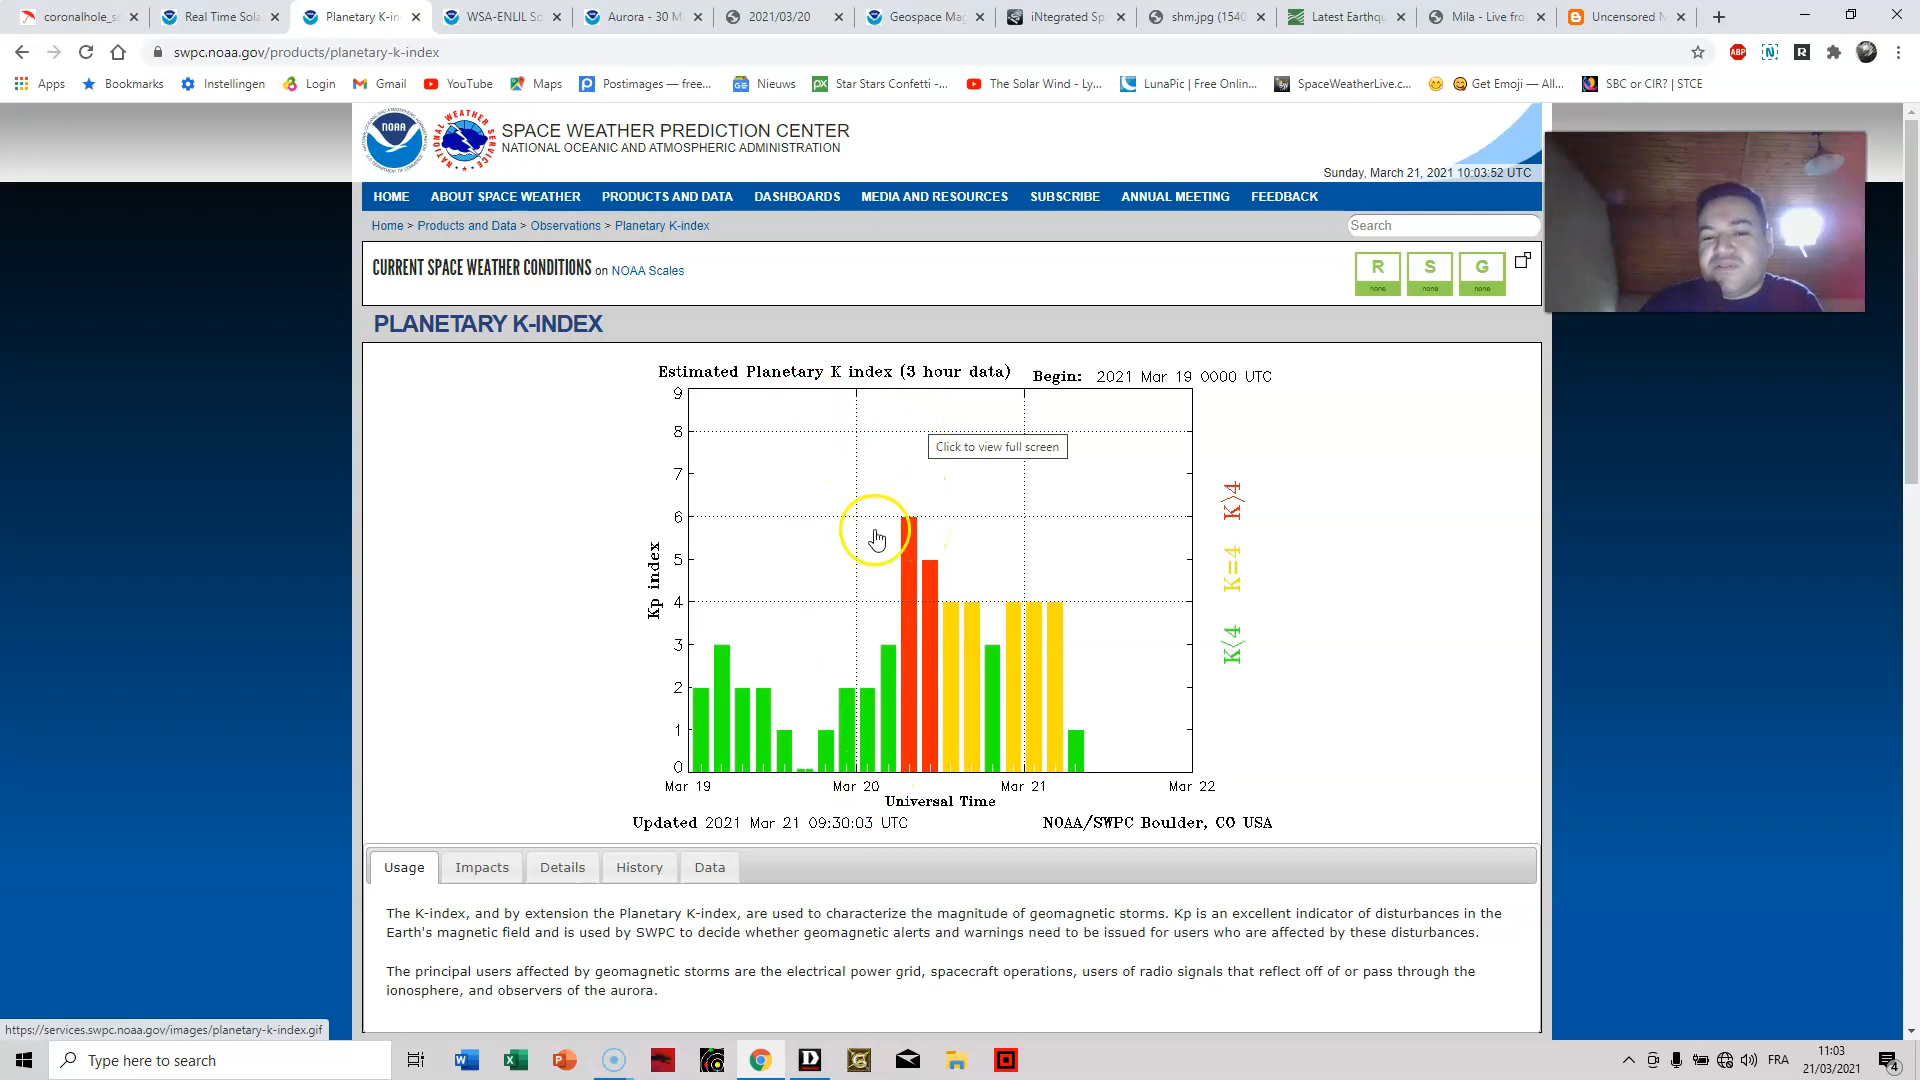 coronalhole_s
Real Time Sola
Planetary K-in
WSA-ENLIL So
Aurora - 30 M
2021/03/20
Geospace Mag
iNtegrated Sp
shm.jpg (1540
Latest Earthqu
Mila - Live fro
Uncensored N
swpc.noaa.gov/products/planetary-k-index
ABP
N
R
Apps
Bookmarks
Instellingen
Login
Gmail
YouTube
Maps
Postimages — free...
Nieuws
Star Stars Confetti -...
The Solar Wind - Ly...
LunaPic | Free Onlin...
SpaceWeatherLive.c...
Get Emoji — All...
SBC or CIR? | STCE
NOAA
SPACE WEATHER PREDICTION CENTER
NATIONAL OCEANIC AND ATMOSPHERIC ADMINISTRATION
Sunday, March 21, 2021 10:03:52 UTC
HOME ABOUT SPACE WEATHER PRODUCTS AND DATA DASHBOARDS MEDIA AND RESOURCES SUBSCRIBE ANNUAL MEETING FEEDBACK
Home > Products and Data > Observations > Planetary K-index
Search
CURRENT SPACE WEATHER CONDITIONS on NOAA Scales
R S G
none none none
PLANETARY K-INDEX
Estimated Planetary K index (3 hour data)
Begin: 2021 Mar 19 0000 UTC
9
8
Click to view full screen
7
6
5
4
3
2
1
0
Kp index
K>4
K=4
K<4
Mar 19 Mar 20 Mar 21 Mar 22
Universal Time
Updated 2021 Mar 21 09:30:03 UTC
NOAA/SWPC Boulder, CO USA
Usage Impacts Details History Data
The K-index, and by extension the Planetary K-index, are used to characterize the magnitude of geomagnetic storms. Kp is an excellent indicator of disturbances in the
Earth's magnetic field and is used by SWPC to decide whether geomagnetic alerts and warnings need to be issued for users who are affected by these disturbances.
The principal users affected by geomagnetic storms are the electrical power grid, spacecraft operations, users of radio signals that reflect off of or pass through the
ionosphere, and observers of the aurora.
https://services.swpc.noaa.gov/images/planetary-k-index.gif
Type here to search
FRA
11:03
21/03/2021
4